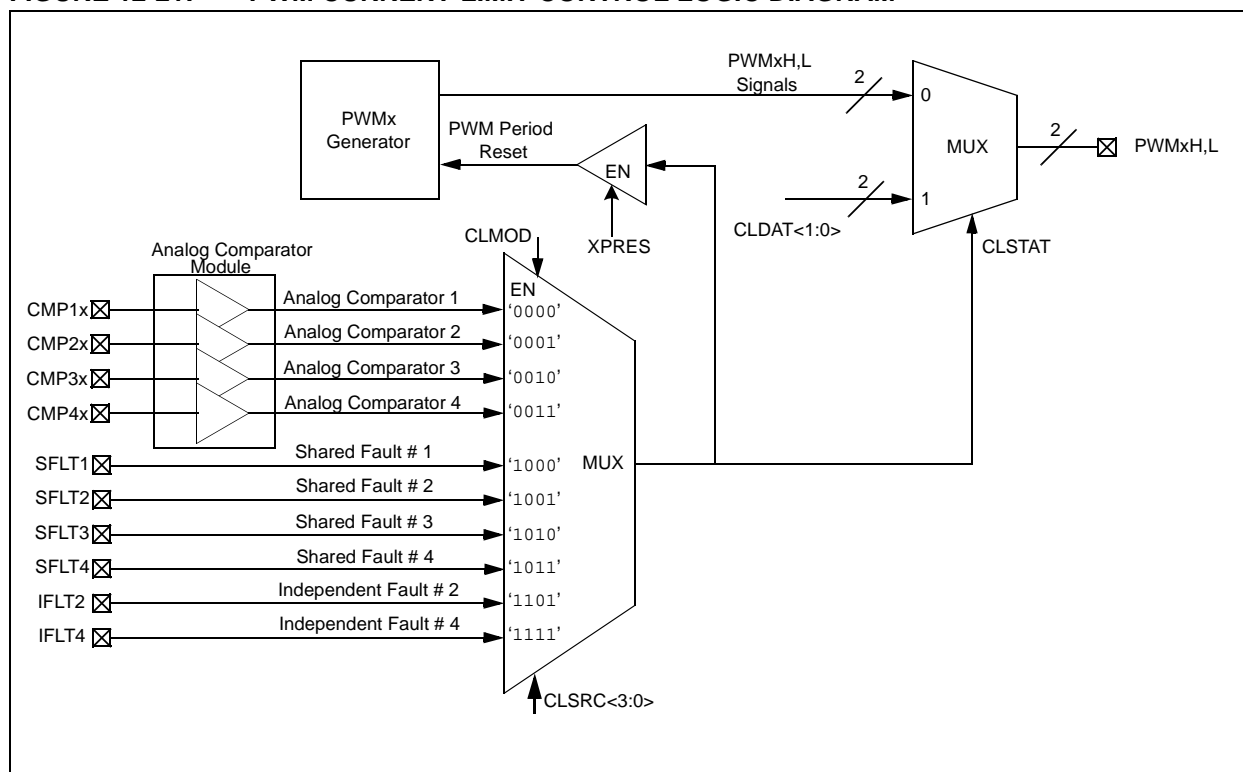 PWMxH,L
Signals
2
0
PWMx
Generator
PWM Period
Reset
EN
XPRES
MUX
2
PWMxH,L
2
1
CLDAT<1:0>
CLSTAT
CLMOD
Analog Comparator
Module
EN
CMP1x
Analog Comparator 1
'0000'
CMP2x
Analog Comparator 2
'0001'
CMP3x
Analog Comparator 3
'0010'
CMP4x
Analog Comparator 4
'0011'
SFLT1
Shared Fault # 1
'1000'
MUX
SFLT2
Shared Fault # 2
'1001'
SFLT3
Shared Fault # 3
'1010'
SFLT4
Shared Fault # 4
'1011'
IFLT2
Independent Fault # 2
'1101'
IFLT4
Independent Fault # 4
'1111'
CLSRC<3:0>